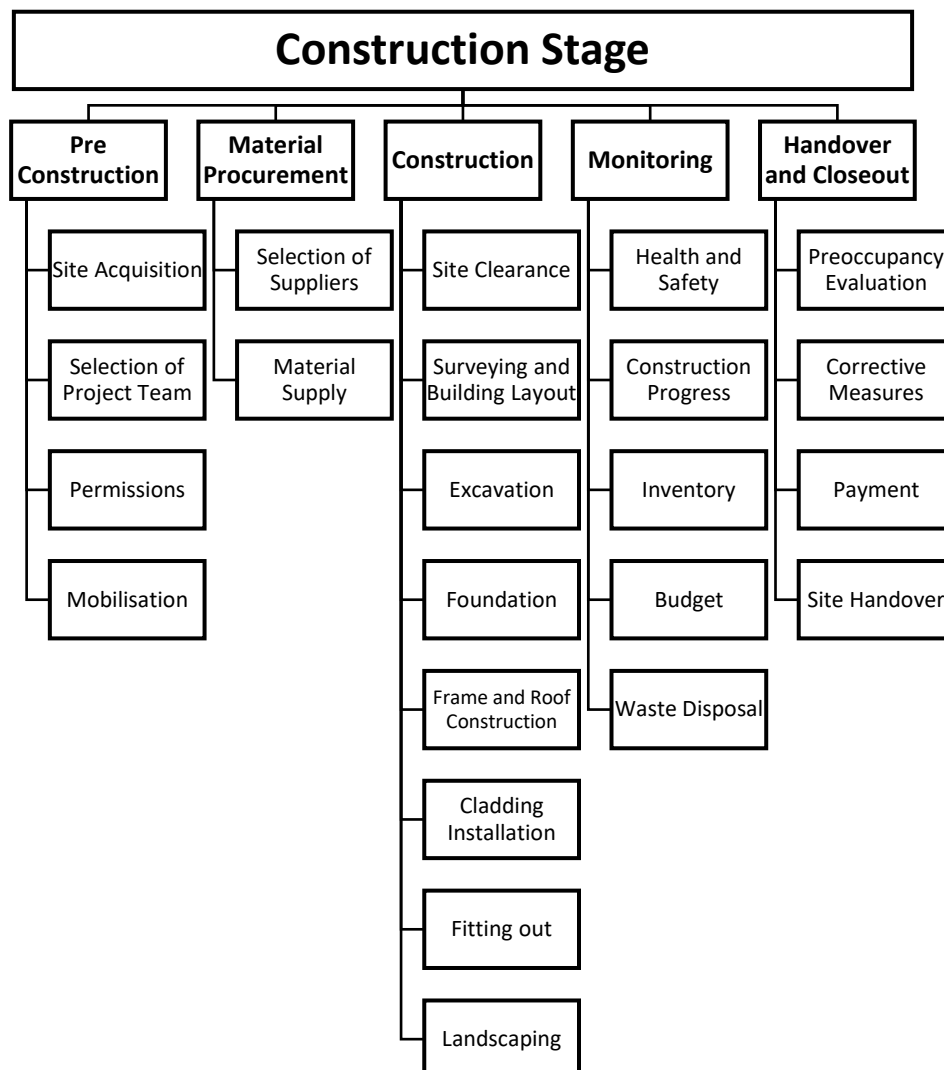 Construction Stage
Pre
Construction
Material
Procurement
Construction
Monitoring
Handover
and Closeout
Site Acquisition
Selection of
Project Team
Permissions
Mobilisation
Selection of
Suppliers
Material
Supply
Site Clearance
Surveying and
Building Layout
Excavation
Foundation
Frame and Roof
Construction
Cladding
Installation
Fitting out
Landscaping
Health and
Safety
Construction
Progress
Inventory
Budget
Waste Disposal
Preoccupancy
Evaluation
Corrective
Measures
Payment
Site Handover